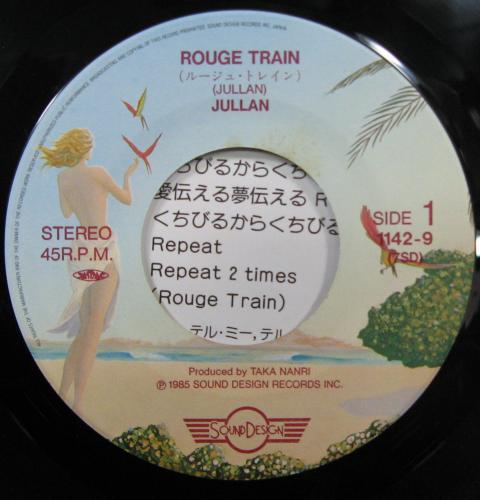 ROUGE TRAIN
(ルージュ・トレイン)
(JULLAN)
JULLAN
STEREO
45R.P.M.
SIDE 1
1142-9
(7SD)
くちびるからくち
愛伝える夢伝える R
くちびるからくちびる
Repeat
Repeat 2 times
(Rouge Train)
テル・ミー,テル
Produced by TAKA NANRI
Ⓟ 1985 SOUND DESIGN RECORDS INC.
SOUNDDESIGN